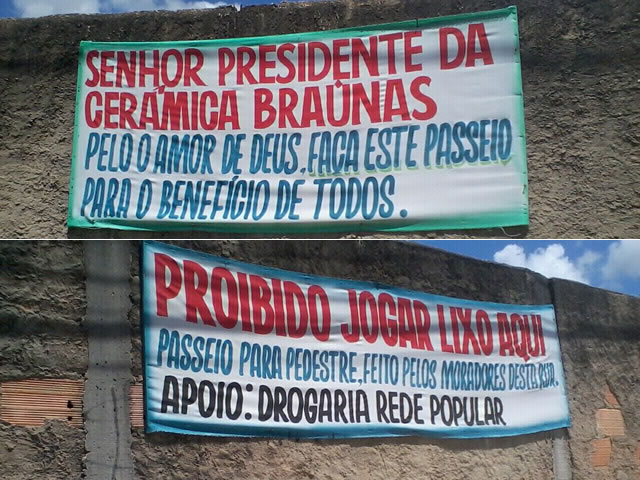 SENHOR PRESIDENTE DA
CERÁMICA BRAÚNAS
PELO O AMOR DE DEUS, FAÇA ESTE PASSEIO
PARA O BENEFÍCIO DE TODOS.
PROIBIDO JOGAR LIXO AQUI
PASSEIO PARA PEDESTRE, FEITO PELOS MORADORES DESTA RUA.
APOIO: DROGARIA REDE POPULAR